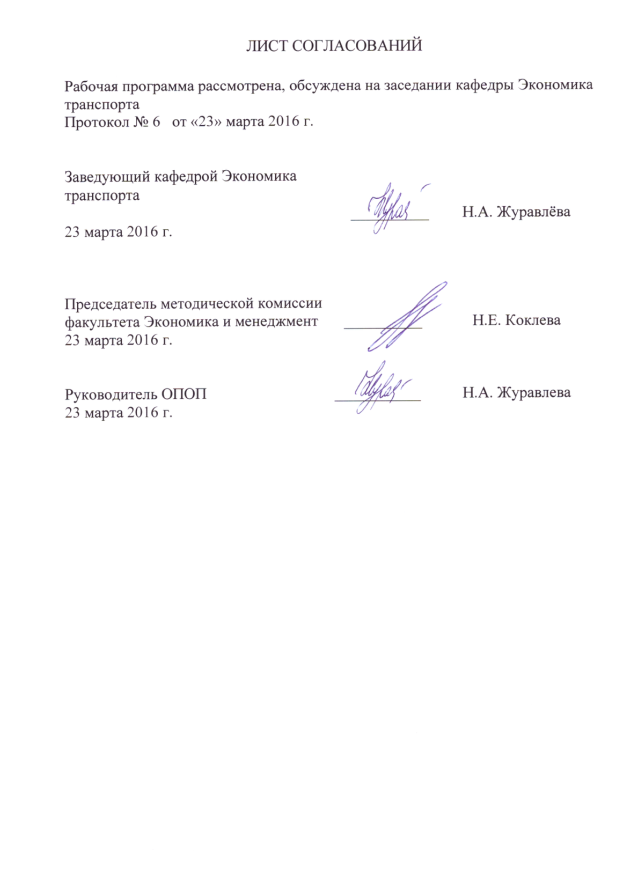 ЛИСТ СОГЛАСОВАНИЙ
Рабочая программа рассмотрена, обсуждена на заседании кафедры Экономика
транспорта
Протокол № 6 от «23» марта 2016 г.
Заведующий кафедрой Экономика
транспорта
Н.А. Журавлёва
23 марта 2016 г.
Председатель методической комиссии
факультета Экономика и менеджмент Н.Е. Коклева
23 марта 2016 г.
Руководитель ОПОП Н.А. Журавлева
23 марта 2016 г.